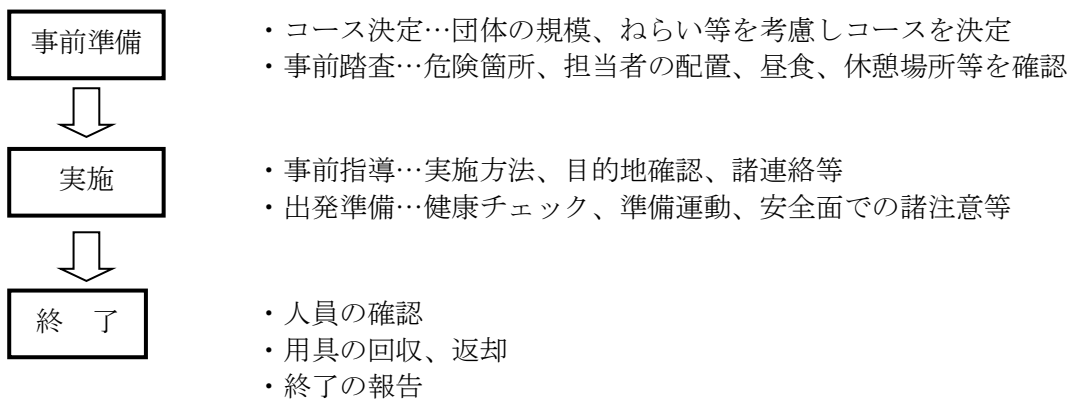 事前準備
・コース決定…団体の規模、ねらい等を考慮しコースを決定
・事前踏査…危険箇所、担当者の配置、昼食、休憩場所等を確認
実施
・事前指導…実施方法、目的地確認、諸連絡等
・出発準備…健康チェック、準備運動、安全面での諸注意等
終　了
・人員の確認
・用具の回収、返却
・終了の報告